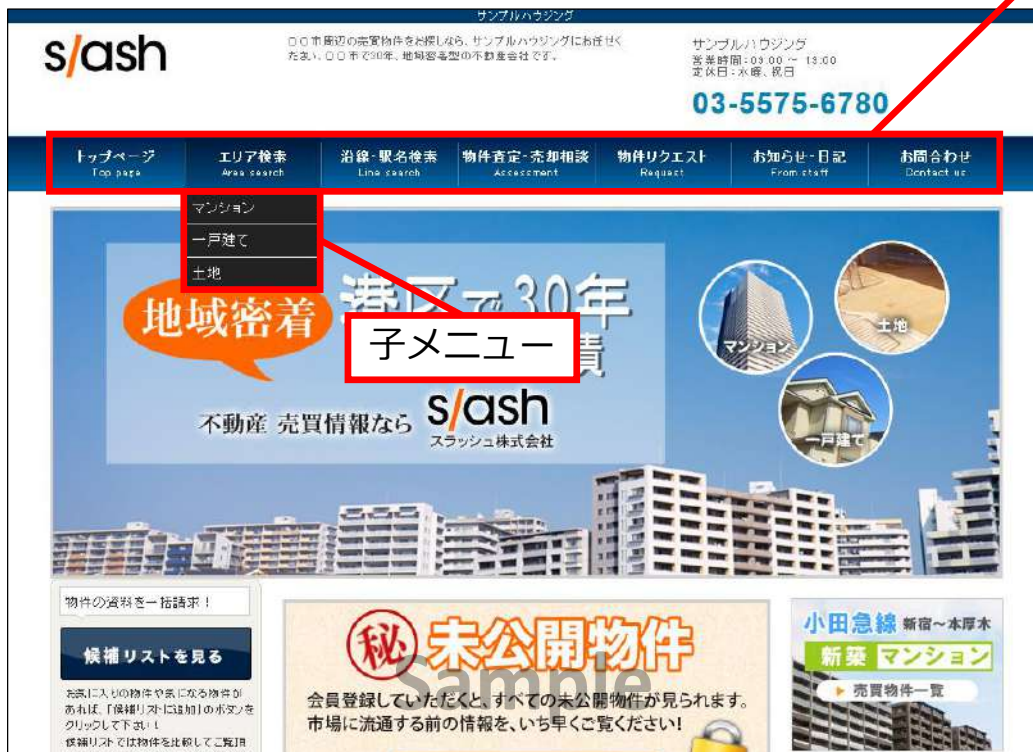 サンプルハウジング
s/ash
〇〇市周辺の売買物件をお探しなら、サンプルハウジングにお任せく
ださい。〇〇市で30年、地域密着型の不動産会社です。
サンプルハウジング
営業時間:09:00 ~ 18:00
定休日:水曜、祝日
03-5575-6780
トップページ エリア検索 沿線・駅名検索 物件査定・売却相談 物件リクエスト お知らせ・日記 お問合わせ
Top page Area search Line search Assessment Request From staff Contact us
マンション
一戸建て
土地
地域密着 港区で30年
績
子メニュー
マンション
土地
一戸建て
不動産 売買情報なら s/ash
スラッシュ株式会社
物件の資料を一括請求!
候補リストを見る
お気に入りの物件や気になる物件が
あれば、「候補リストに追加」のボタンを
クリックして下さい!
候補リストでは物件を比較してご覧頂
㊙未公開物件
Sample
会員登録していただくと、すべての未公開物件が見られます。
市場に流通する前の情報を、いち早くご覧ください!
小田急線 新宿~本厚木
新築 マンション
売買物件一覧